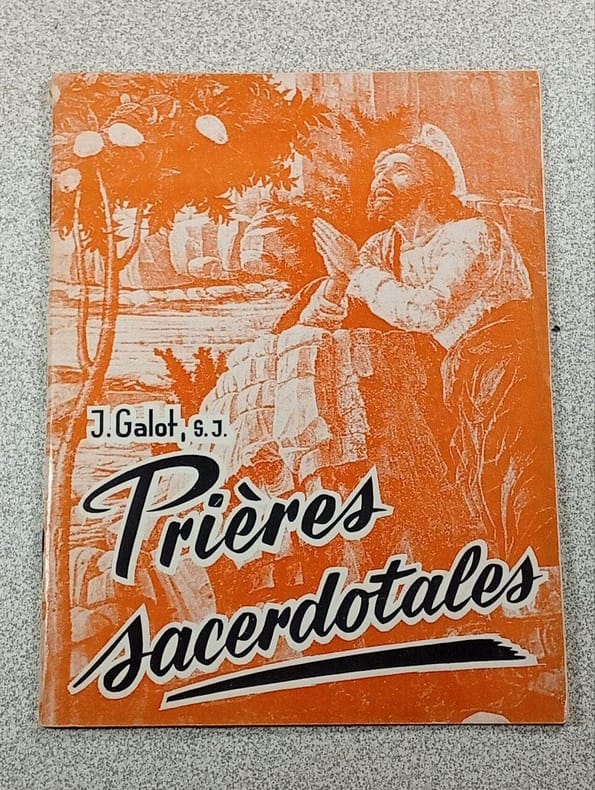 J. Galot, S. J.
Prières
sacerdotales